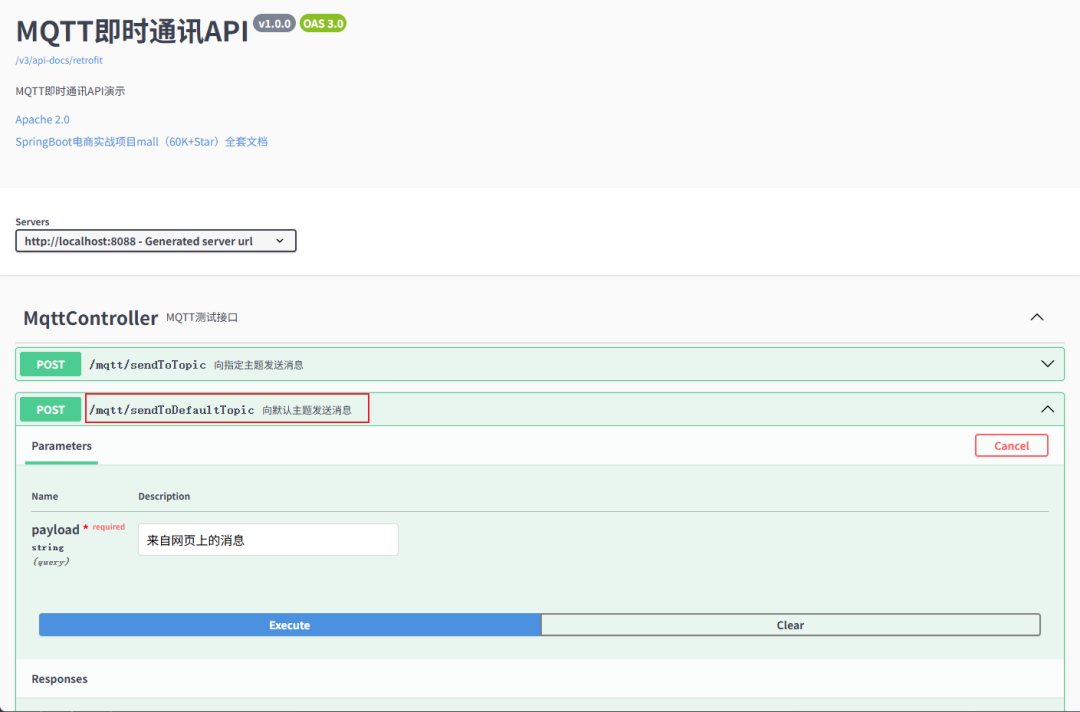 MQTT即时通讯API v1.0.0 OAS 3.0
/v3/api-docs/retrofit
MQTT即时通讯API演示
Apache 2.0
SpringBoot电商实战项目mall（60K+Star）全套文档
Servers
http://localhost:8088 - Generated server url
MqttController MQTT测试接口
POST /mqtt/sendToTopic 向指定主题发送消息
POST /mqtt/sendToDefaultTopic 向默认主题发送消息
Parameters Cancel
Name Description
payload * required 来自网页上的消息
string
(query)
Execute Clear
Responses